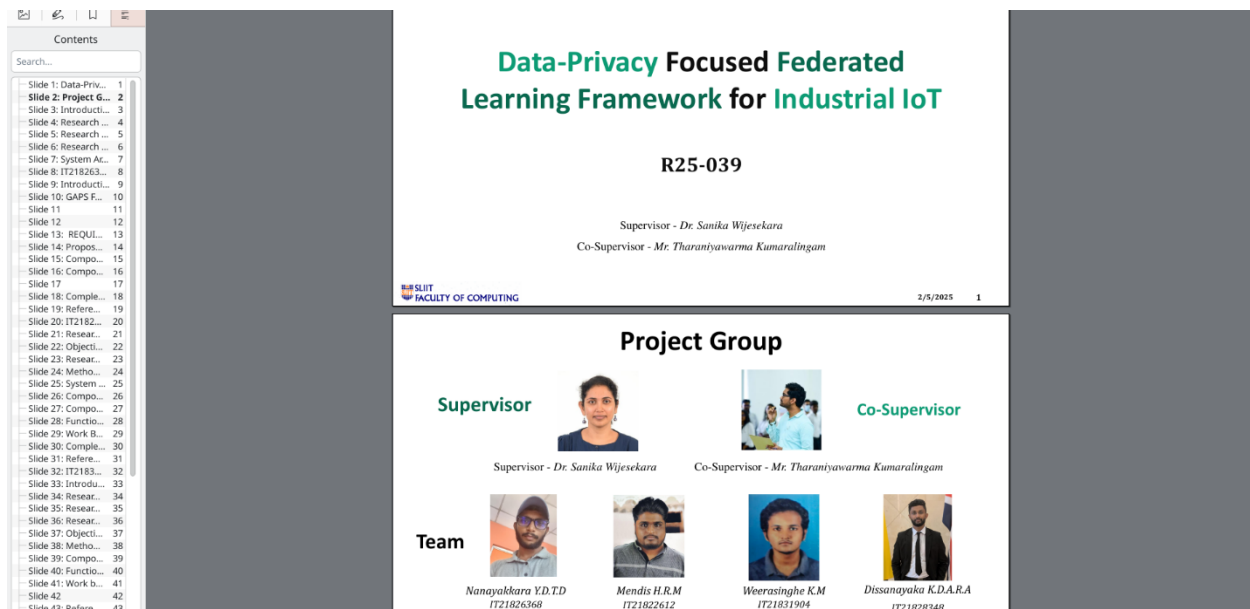 Contents
Search...
Slide 1: Data-Priv... 1
Slide 2: Project G... 2
Slide 3: Introducti... 3
Slide 4: Research ... 4
Slide 5: Research ... 5
Slide 6: Research ... 6
Slide 7: System Ar... 7
Slide 8: IT218263... 8
Slide 9: Introducti... 9
Slide 10: GAPS F... 10
Slide 11 11
Slide 12 12
Slide 13: REQUI... 13
Slide 14: Propos... 14
Slide 15: Compo... 15
Slide 16: Compo... 16
Slide 17 17
Slide 18: Comple... 18
Slide 19: Refere... 19
Slide 20: IT2182... 20
Slide 21: Resear... 21
Slide 22: Objecti... 22
Slide 23: Resear... 23
Slide 24: Metho... 24
Slide 25: System ... 25
Slide 26: Compo... 26
Slide 27: Compo... 27
Slide 28: Functio... 28
Slide 29: Work B... 29
Slide 30: Comple... 30
Slide 31: Refere... 31
Slide 32: IT2183... 32
Slide 33: Introdu... 33
Slide 34: Resear... 34
Slide 35: Resear... 35
Slide 36: Resear... 36
Slide 37: Objecti... 37
Slide 38: Metho... 38
Slide 39: Compo... 39
Slide 40: Functio... 40
Slide 41: Work b... 41
Slide 42 42
Slide 43: Refere... 43
Data-Privacy Focused Federated
Learning Framework for Industrial IoT
R25-039
Supervisor - Dr. Sanika Wijesekara
Co-Supervisor - Mr. Tharaniyawarma Kumaralingam
SLIIT
FACULTY OF COMPUTING
2/5/2025 1
Project Group
Supervisor
Co-Supervisor
Supervisor - Dr. Sanika Wijesekara
Co-Supervisor - Mr. Tharaniyawarma Kumaralingam
Team
Nanayakkara Y.D.T.D
IT21826368
Mendis H.R.M
IT21822612
Weerasinghe K.M
IT21831904
Dissanayaka K.D.A.R.A
IT21828348